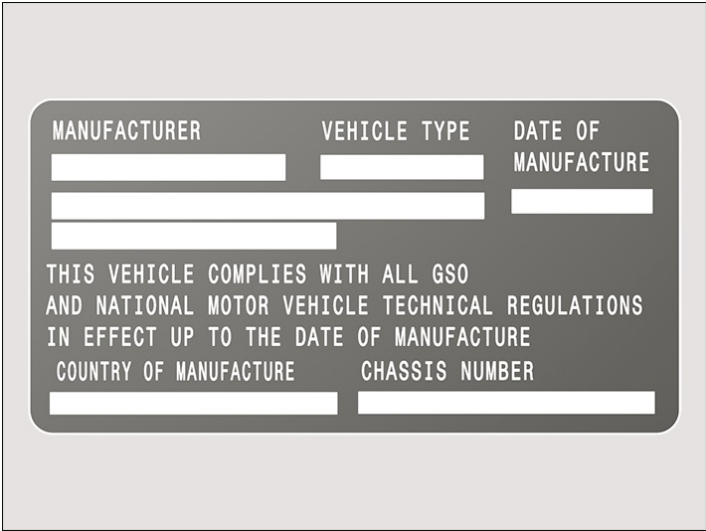 MANUFACTURER
VEHICLE TYPE
DATE OF
MANUFACTURE
THIS VEHICLE COMPLIES WITH ALL GSO
AND NATIONAL MOTOR VEHICLE TECHNICAL REGULATIONS
IN EFFECT UP TO THE DATE OF MANUFACTURE
COUNTRY OF MANUFACTURE
CHASSIS NUMBER